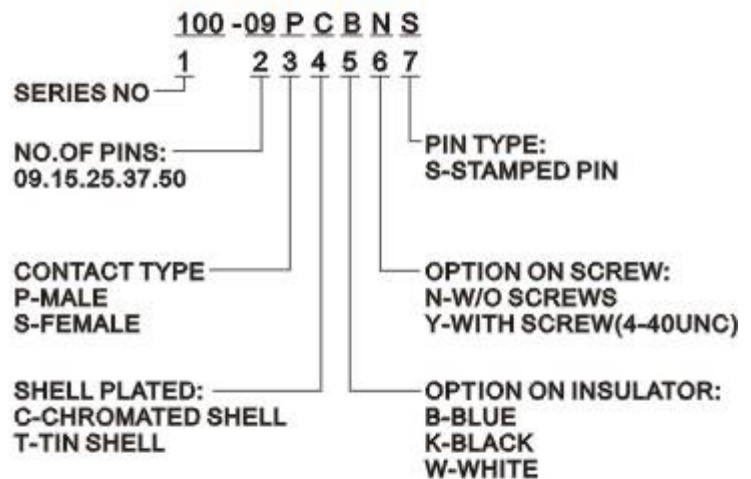 100 -09 P C B N S
1 2 3 4 5 6 7
SERIES NO
NO.OF PINS:
09.15.25.37.50
PIN TYPE:
S-STAMPED PIN
CONTACT TYPE
P-MALE
S-FEMALE
OPTION ON SCREW:
N-W/O SCREWS
Y-WITH SCREW(4-40UNC)
SHELL PLATED:
C-CHROMATED SHELL
T-TIN SHELL
OPTION ON INSULATOR:
B-BLUE
K-BLACK
W-WHITE